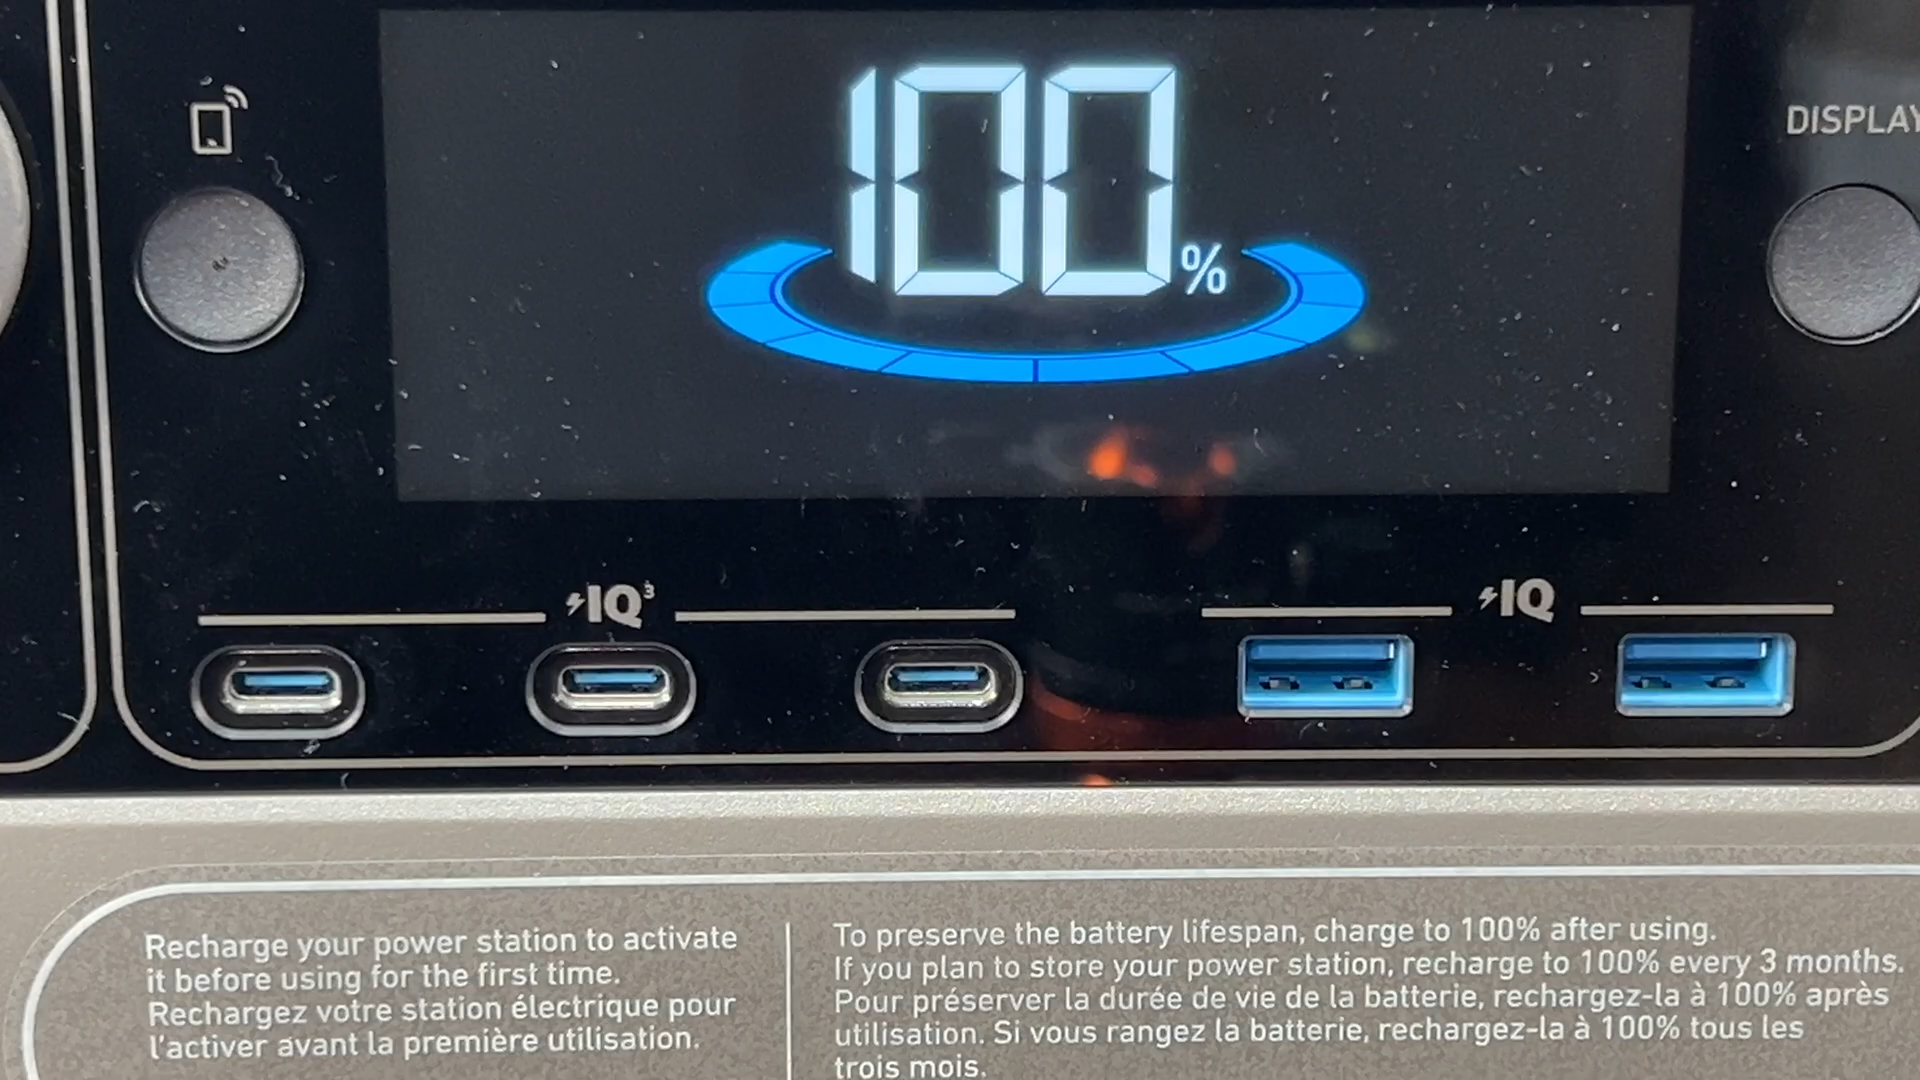 DISPLAY
100%
IQ³
IQ
Recharge your power station to activate
it before using for the first time.
Rechargez votre station électrique pour
l'activer avant la première utilisation.
To preserve the battery lifespan, charge to 100% after using.
If you plan to store your power station, recharge to 100% every 3 months.
Pour préserver la durée de vie de la batterie, rechargez-la à 100% après
utilisation. Si vous rangez la batterie, rechargez-la à 100% tous les
trois mois.